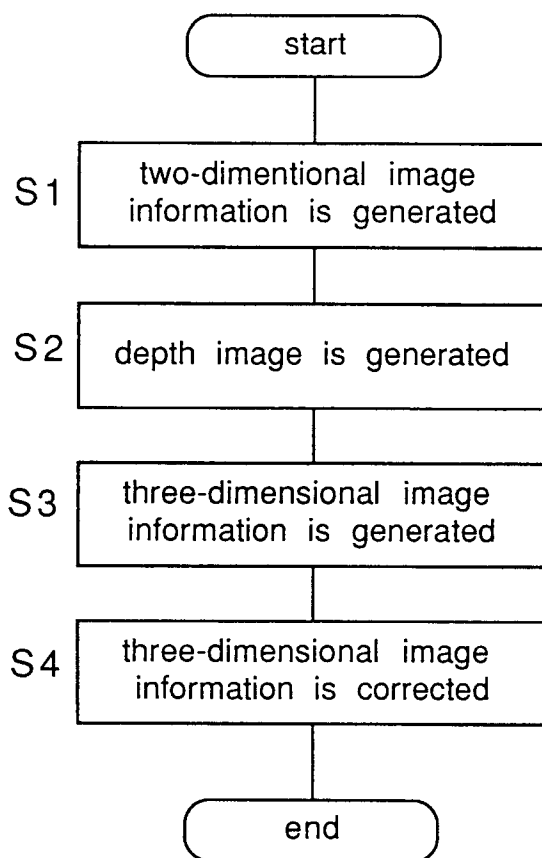 start
S1
two-dimentional image
information is generated
S2
depth image is generated
S3
three-dimensional image
information is generated
S4
three-dimensional image
information is corrected
end